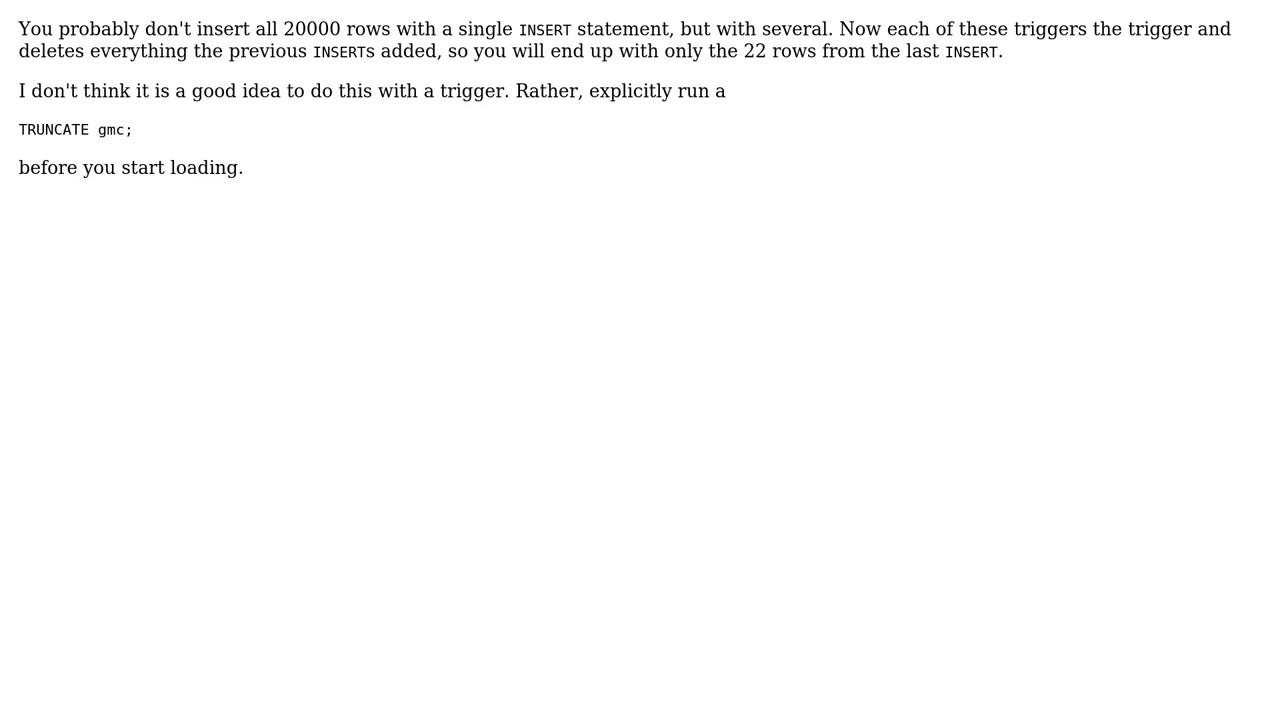 You probably don't insert all 20000 rows with a single INSERT statement, but with several. Now each of these triggers the trigger and
deletes everything the previous INSERTs added, so you will end up with only the 22 rows from the last INSERT.
I don't think it is a good idea to do this with a trigger. Rather, explicitly run a
TRUNCATE gmc;
before you start loading.